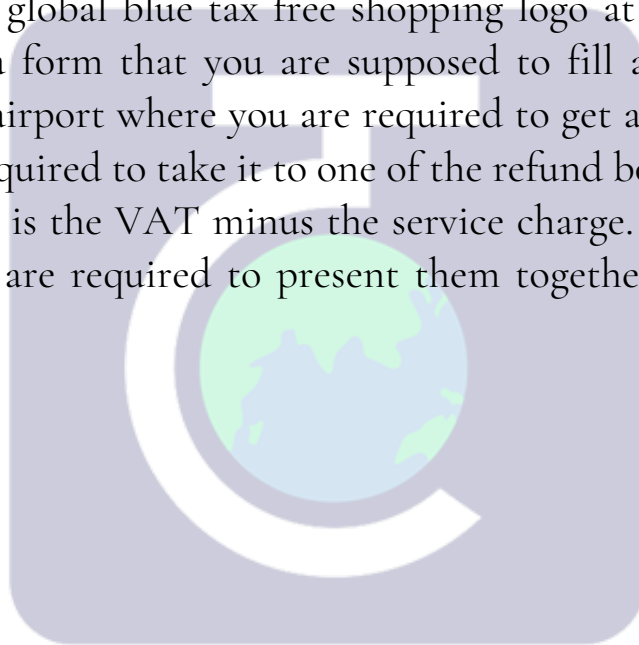 global blue tax free shopping logo at
form that you are supposed to fill a
airport where you are required to get a
quired to take it to one of the refund bo
is the VAT minus the service charge.
are required to present them togethe